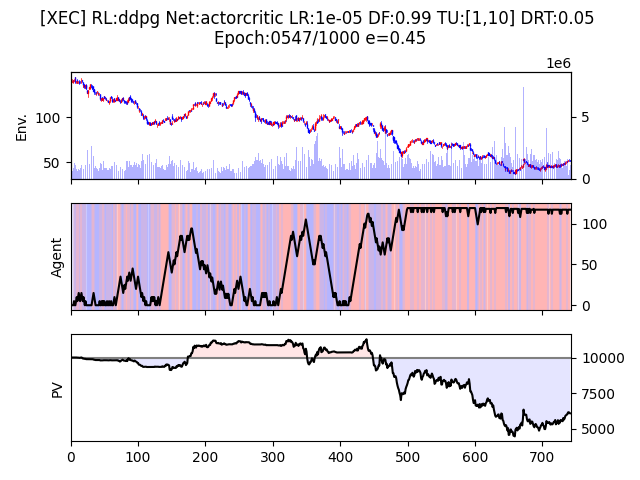 [XEC] RL:ddpg Net:actorcritic LR:1e-05 DF:0.99 TU:[1,10] DRT:0.05
Epoch:0547/1000 e=0.45
1e6
Env.
100
50
5
0
Agent
100
50
0
PV
10000
7500
5000
0 100 200 300 400 500 600 700